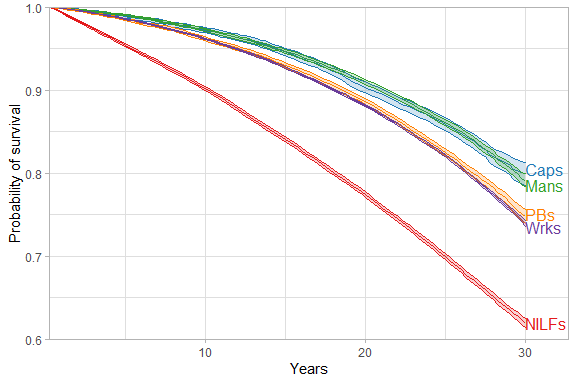 1.0
0.9
0.8
0.7
0.6
Probability of survival
Caps
Mans
PBs
Wrks
NILFs
10
20
30
Years